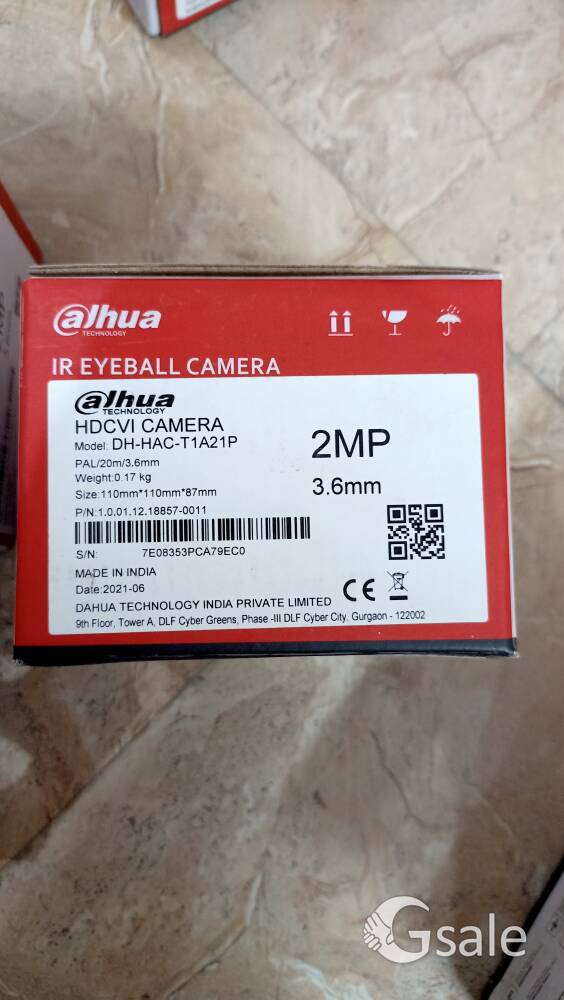 alhua
TECHNOLOGY
IR EYEBALL CAMERA
alhua
TECHNOLOGY
HDCVI CAMERA
Model: DH-HAC-T1A21P
2MP
PAL/20m/3.6mm
Weight:0.17 kg
3.6mm
Size:110mm*110mm*87mm
P/N:1.0.01.12.18857-0011
S/N: 7E08353PCA79EC0
MADE IN INDIA
Date:2021-06
CE
DAHUA TECHNOLOGY INDIA PRIVATE LIMITED
9th Floor, Tower A, DLF Cyber Greens, Phase -III DLF Cyber City, Gurgaon - 122002
Gsale